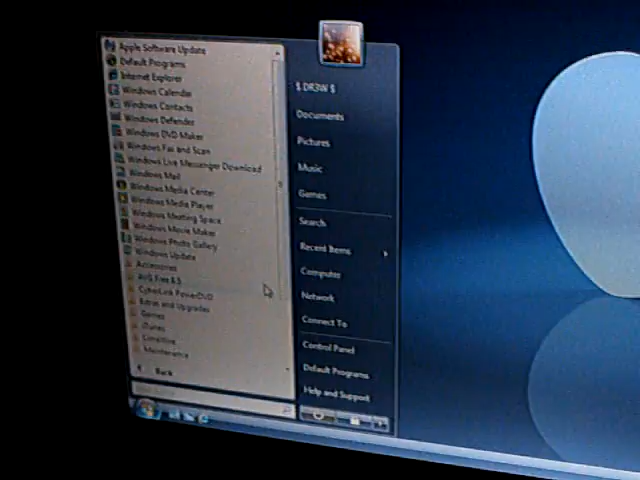 Apple Software Update
Default Programs
Internet Explorer
Windows Calendar
Windows Contacts
Windows Defender
Windows DVD Maker
Windows Fax and Scan
Windows Live Messenger Download
Windows Mail
Windows Media Center
Windows Media Player
Windows Meeting Space
Windows Movie Maker
Windows Photo Gallery
Windows Update
Accessories
AVG Free 8.5
CyberLink PowerDVD
Extras and Upgrades
Games
iTunes
LimeWire
Maintenance
Back
$ DR3W $
Documents
Pictures
Music
Games
Search
Recent Items
Computer
Network
Connect To
Control Panel
Default Programs
Help and Support